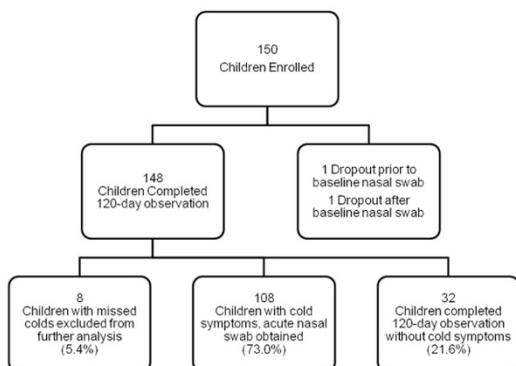 150
Children Enrolled
148
Children Completed
120-day observation
1 Dropout prior to
baseline nasal swab
1 Dropout after
baseline nasal swab
8
Children with missed
colds excluded from
further analysis
(5.4%)
108
Children with cold
symptoms, acute nasal
swab obtained
(73.0%)
32
Children completed
120-day observation
without cold symptoms
(21.6%)